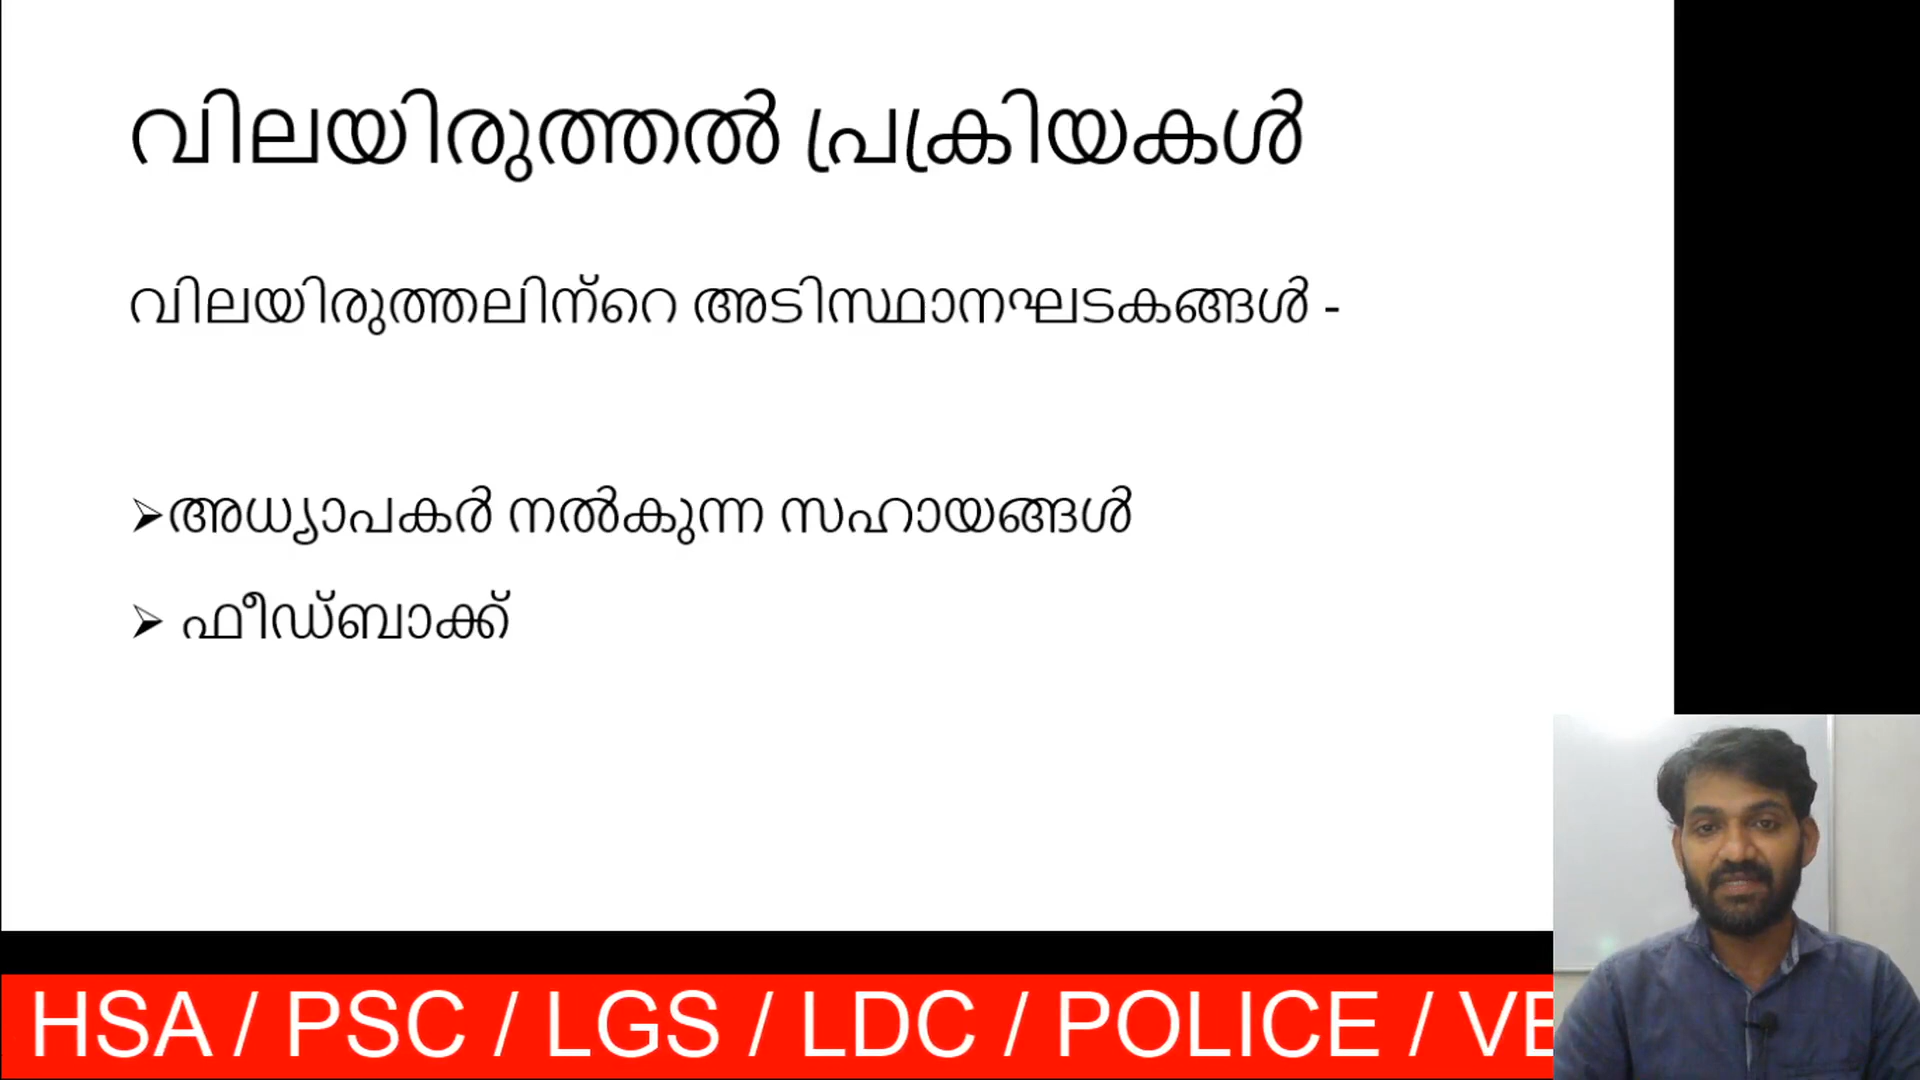 വിലയിരുത്തൽ പ്രക്രിയകൾ
വിലയിരുത്തലിന്റെ അടിസ്ഥാനഘടകങ്ങൾ -
➢അധ്യാപകർ നൽകുന്ന സഹായങ്ങൾ
➢ ഫീഡ്ബാക്ക്
HSA / PSC / LGS / LDC / POLICE / VE